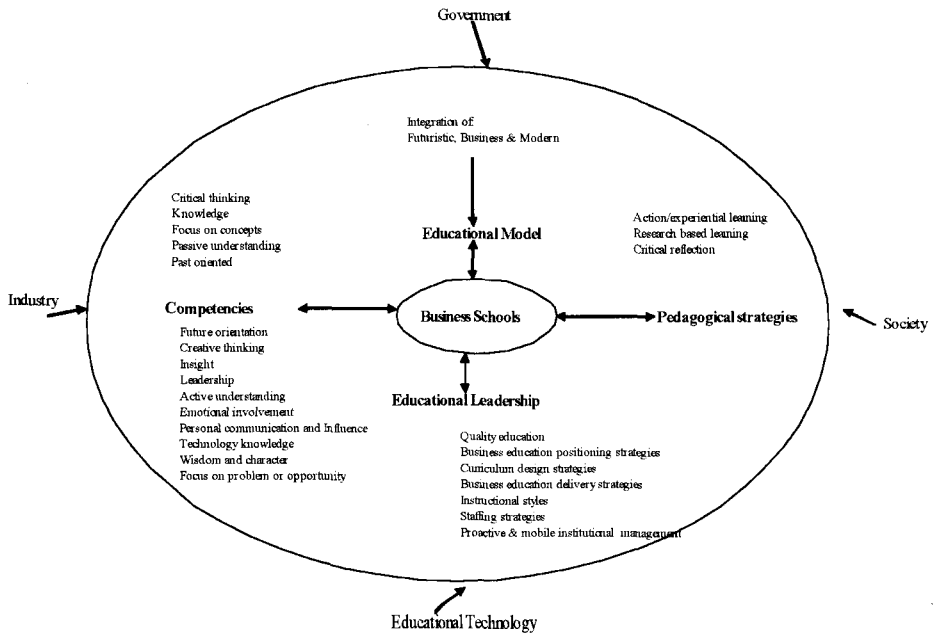 Government
Integration of:
Futuristic, Business & Modern
Critical thinking
Knowledge
Focus on concepts
Passive understanding
Past oriented
Action/experiential learning
Research based learning
Critical reflection
Educational Model
Industry
Competencies
Business Schools
Pedagogical strategies
Society
Future orientation
Creative thinking
Insight
Leadership
Active understanding
Emotional involvement
Personal communication and Influence
Technology knowledge
Wisdom and character
Focus on problem or opportunity
Educational Leadership
Quality education
Business education positioning strategies
Curriculum design strategies
Business education delivery strategies
Instructional styles
Staffing strategies
Proactive & mobile institutional management
Educational Technology